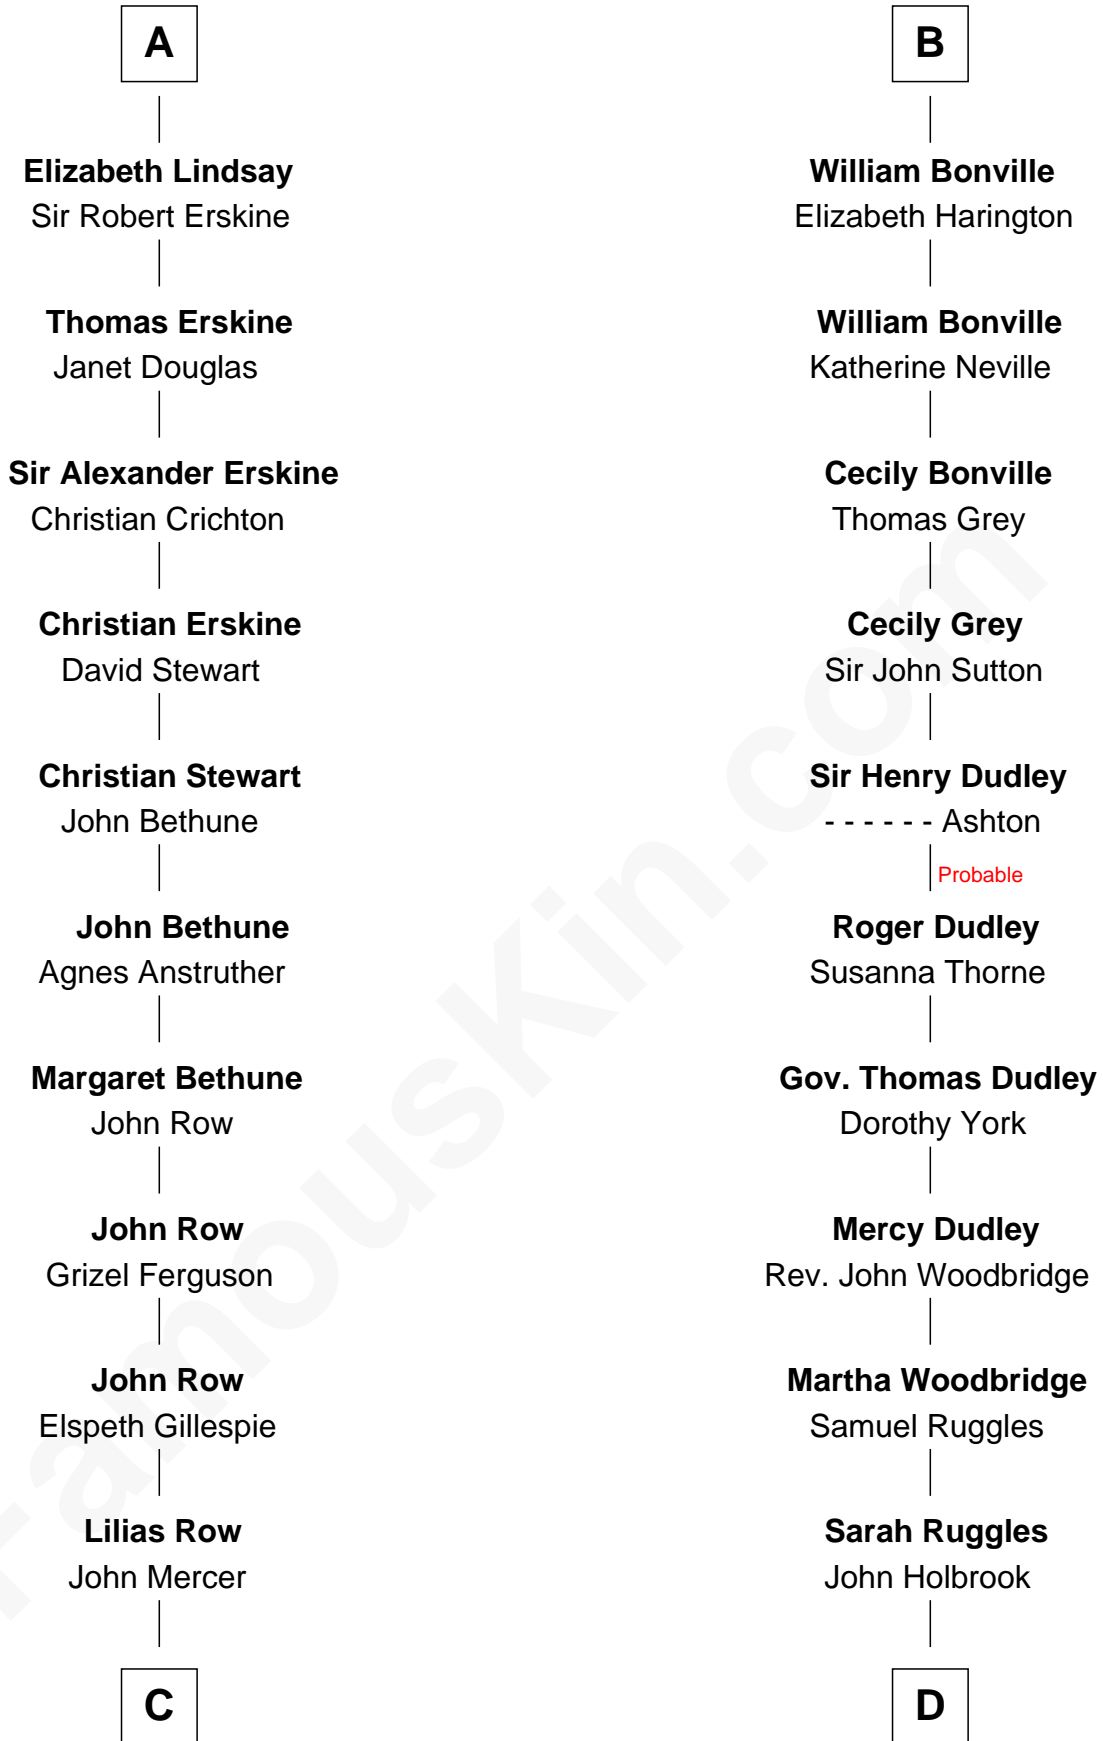 A
Elizabeth Lindsay
Sir Robert Erskine
Thomas Erskine
Janet Douglas
Sir Alexander Erskine
Christian Crichton
Christian Erskine
David Stewart
Christian Stewart
John Bethune
John Bethune
Agnes Anstruther
Margaret Bethune
John Row
John Row
Grizel Ferguson
John Row
Elspeth Gillespie
Lilias Row
John Mercer
C
B
William Bonville
Elizabeth Harington
William Bonville
Katherine Neville
Cecily Bonville
Thomas Grey
Cecily Grey
Sir John Sutton
Sir Henry Dudley
- - - - - - Ashton
Probable
Roger Dudley
Susanna Thorne
Gov. Thomas Dudley
Dorothy York
Mercy Dudley
Rev. John Woodbridge
Martha Woodbridge
Samuel Ruggles
Sarah Ruggles
John Holbrook
D
FamousKin.com